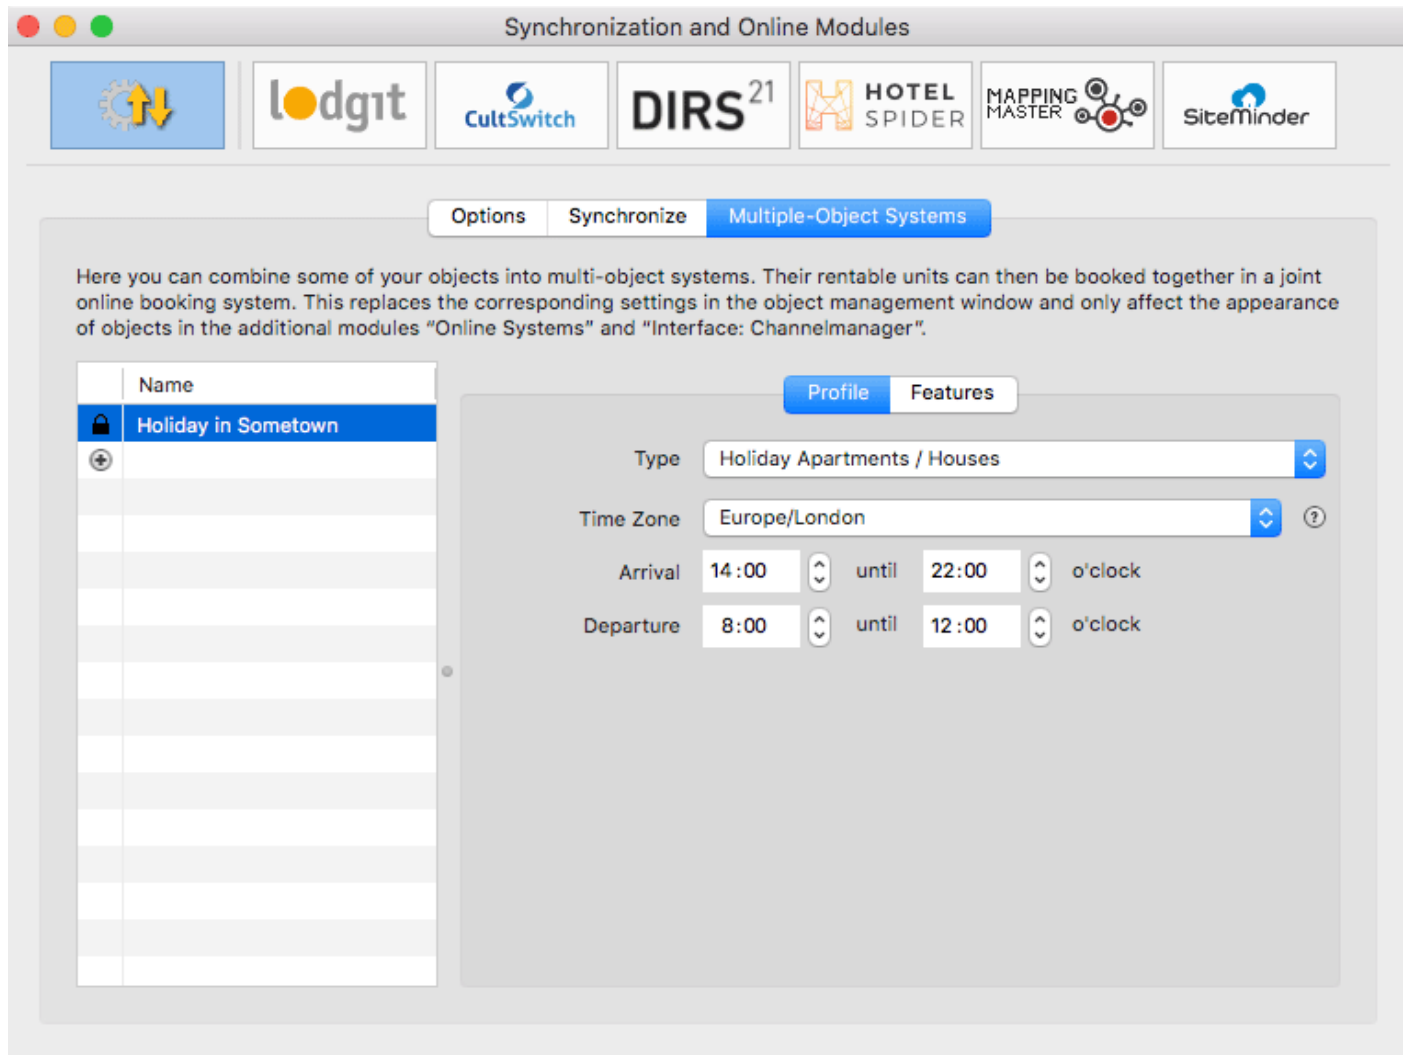 Synchronization and Online Modules
lodgit
CultSwitch
DIRS21
HOTEL
SPIDER
MAPPING
MASTER
SiteMinder
Options Synchronize Multiple-Object Systems
Here you can combine some of your objects into multi-object systems. Their rentable units can then be booked together in a joint
online booking system. This replaces the corresponding settings in the object management window and only affect the appearance
of objects in the additional modules “Online Systems” and “Interface: Channelmanager”.
Name
Holiday in Sometown
Profile Features
Type Holiday Apartments / Houses
Time Zone Europe/London ?
Arrival 14:00 until 22:00 o'clock
Departure 8:00 until 12:00 o'clock